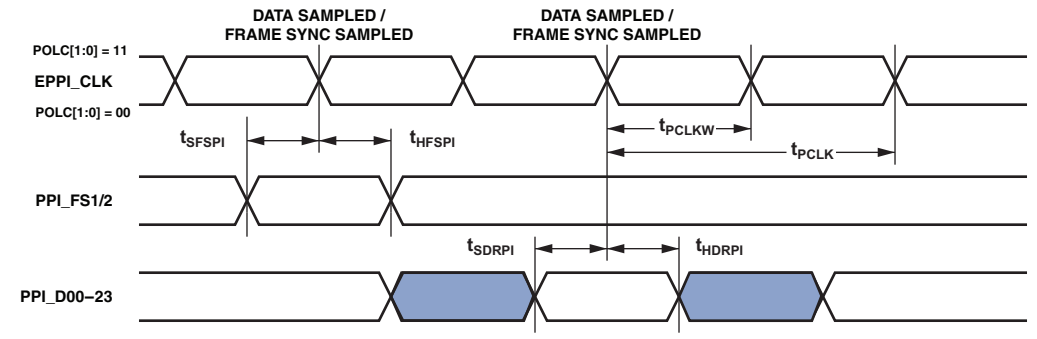 DATA SAMPLED /
FRAME SYNC SAMPLED
DATA SAMPLED /
FRAME SYNC SAMPLED
POLC[1:0] = 11
EPPI_CLK
POLC[1:0] = 00
tSFSPI
tHFSPI
tPCLKW
tPCLK
PPI_FS1/2
tSDRPI
tHDRPI
PPI_D00–23